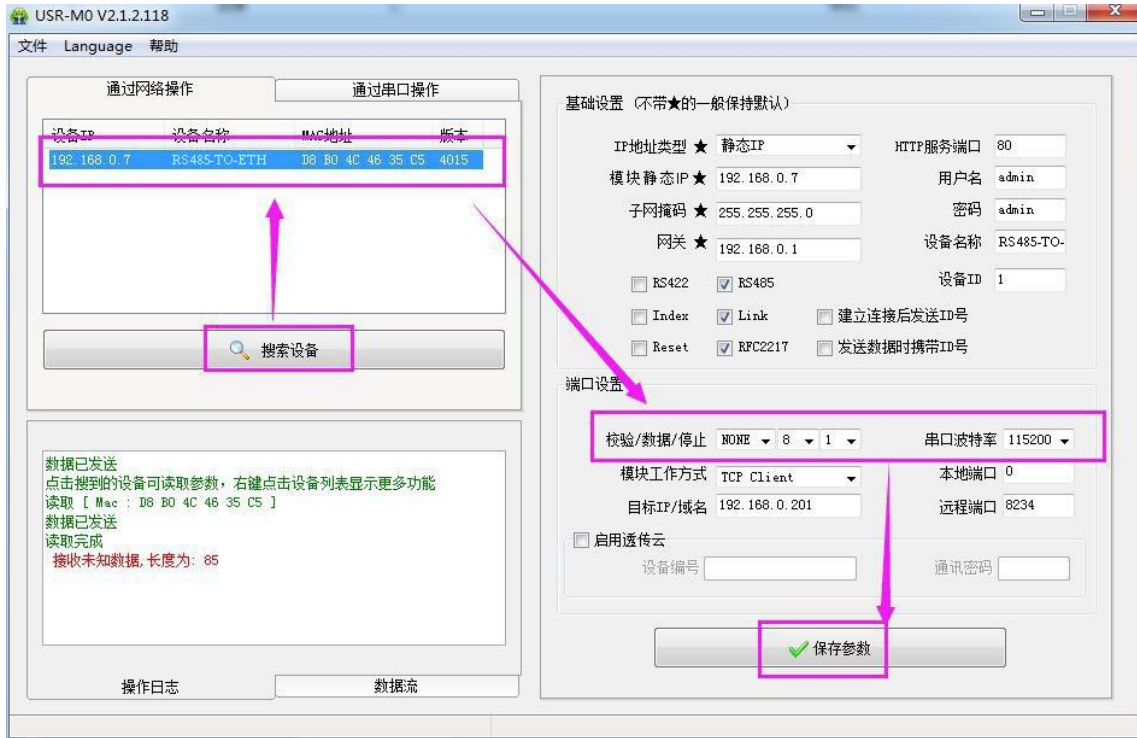 USR-M0 V2.1.2.118
文件 Language 帮助
通过网络操作 通过串口操作
设备IP 设备名称 MAC地址 版本
192.168.0.7 RS485-TO-ETH D8 B0 4C 46 35 C5 4015
搜索设备
数据已发送
点击搜到的设备可读取参数，右键点击设备列表显示更多功能
读取 [ Mac : D8 B0 4C 46 35 C5 ]
数据已发送
读取完成
接收未知数据,长度为: 85
操作日志 数据流
基础设置 (不带★的一般保持默认)
IP地址类型 ★ 静态IP HTTP服务端口 80
模块静态IP ★ 192.168.0.7 用户名 admin
子网掩码 ★ 255.255.255.0 密码 admin
网关 ★ 192.168.0.1 设备名称 RS485-TO-
RS422 RS485 设备ID 1
Index Link 建立连接后发送ID号
Reset RFC2217 发送数据时携带ID号
端口设置
校验/数据/停止 NONE 8 1 串口波特率 115200
模块工作方式 TCP Client 本地端口 0
目标IP/域名 192.168.0.201 远程端口 8234
启用透传云
设备编号 通讯密码
保存参数